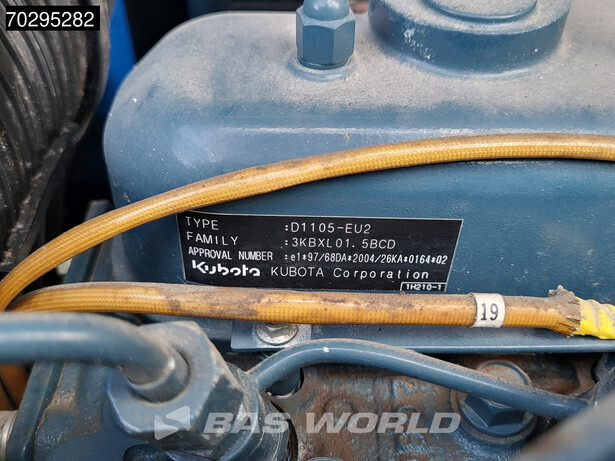 70295282
TYPE :D1105-EU2
FAMILY :3KBXL01.5BCD
APPROVAL NUMBER :e1*97/68DA*2004/26KA*0164*02
Kubota KUBOTA Corporation
1H210-1
19
BAS WORLD